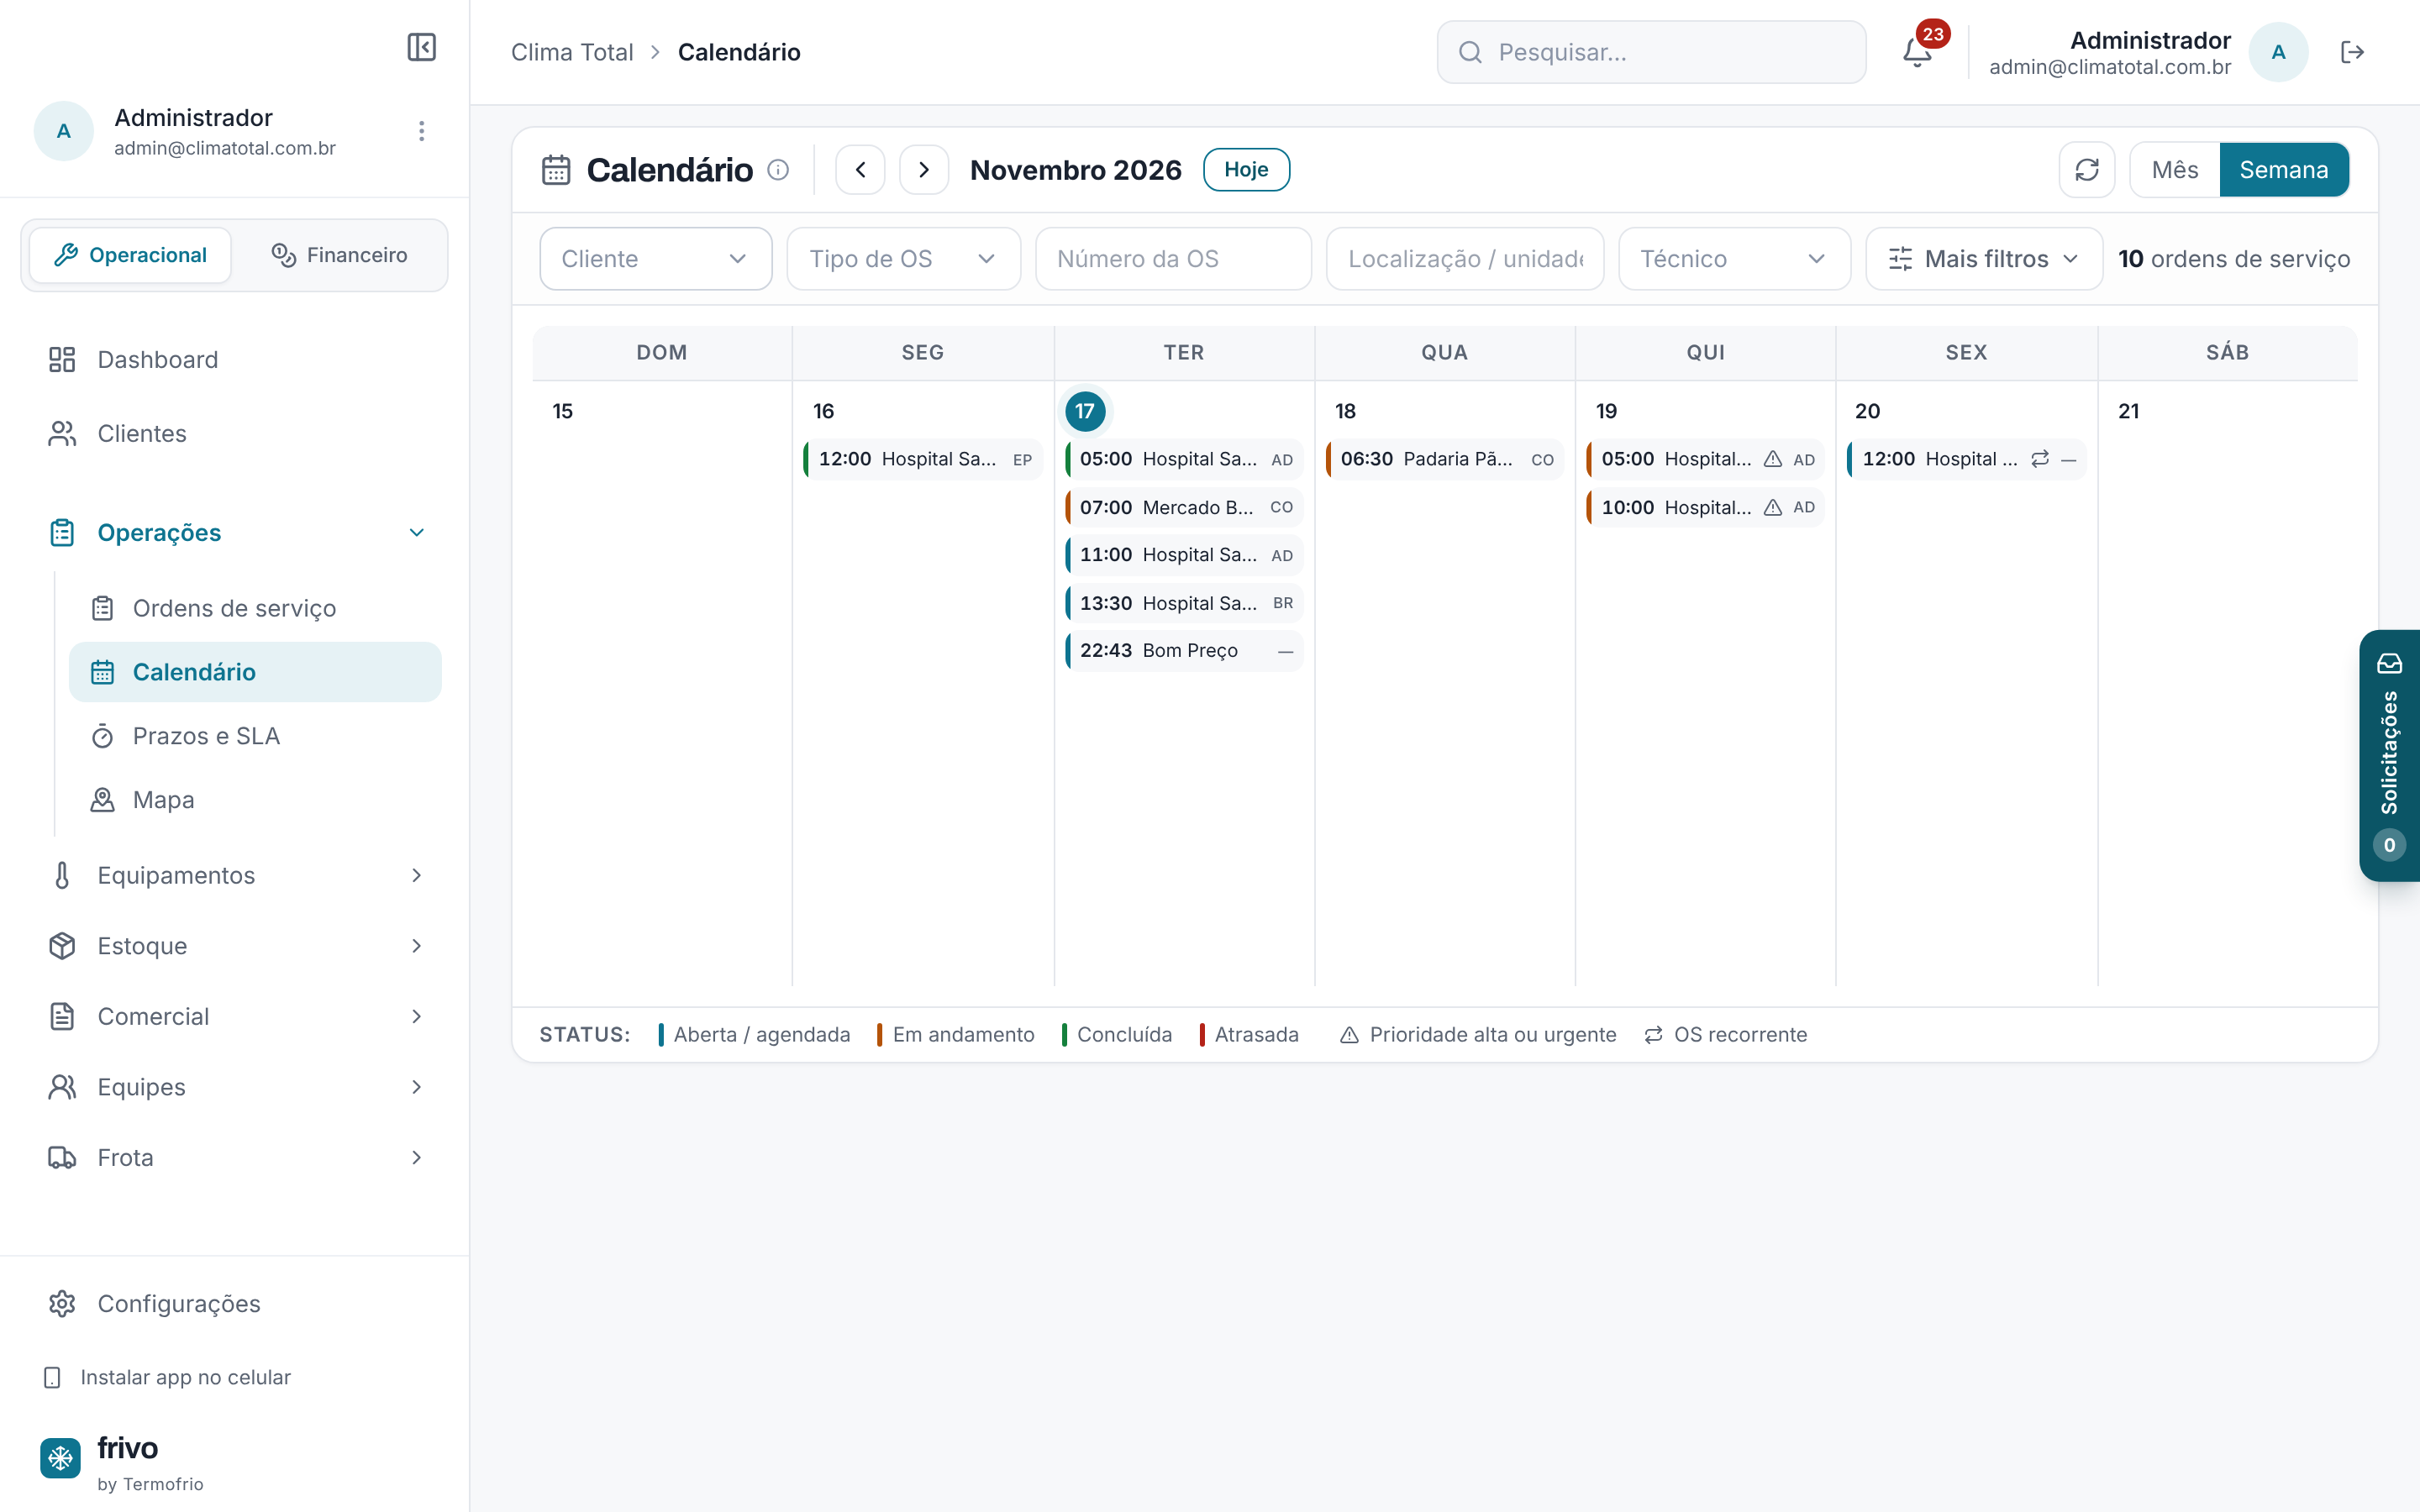 Administrador
admin@climatotal.com.br
Operacional
Financeiro
Dashboard
Clientes
Operações
Ordens de serviço
Calendário
Prazos e SLA
Mapa
Equipamentos
Estoque
Comercial
Equipes
Frota
Configurações
Instalar app no celular
frivo
by Termofrio
Clima Total > Calendário
Pesquisar...
23
Administrador
admin@climatotal.com.br
A
A
Calendário
Novembro 2026
Hoje
Mês
Semana
Cliente
Tipo de OS
Número da OS
Localização / unidade
Técnico
Mais filtros
10 ordens de serviço
DOM
SEG
TER
QUA
QUI
SEX
SÁB
15
16
12:00 Hospital Sa... EP
17
05:00 Hospital Sa... AD
07:00 Mercado B... CO
11:00 Hospital Sa... AD
13:30 Hospital Sa... BR
22:43 Bom Preço —
18
06:30 Padaria Pã... CO
19
05:00 Hospital... AD
10:00 Hospital... AD
20
12:00 Hospital ... —
21
STATUS: Aberta / agendada Em andamento Concluída Atrasada Prioridade alta ou urgente OS recorrente
Solicitações
0